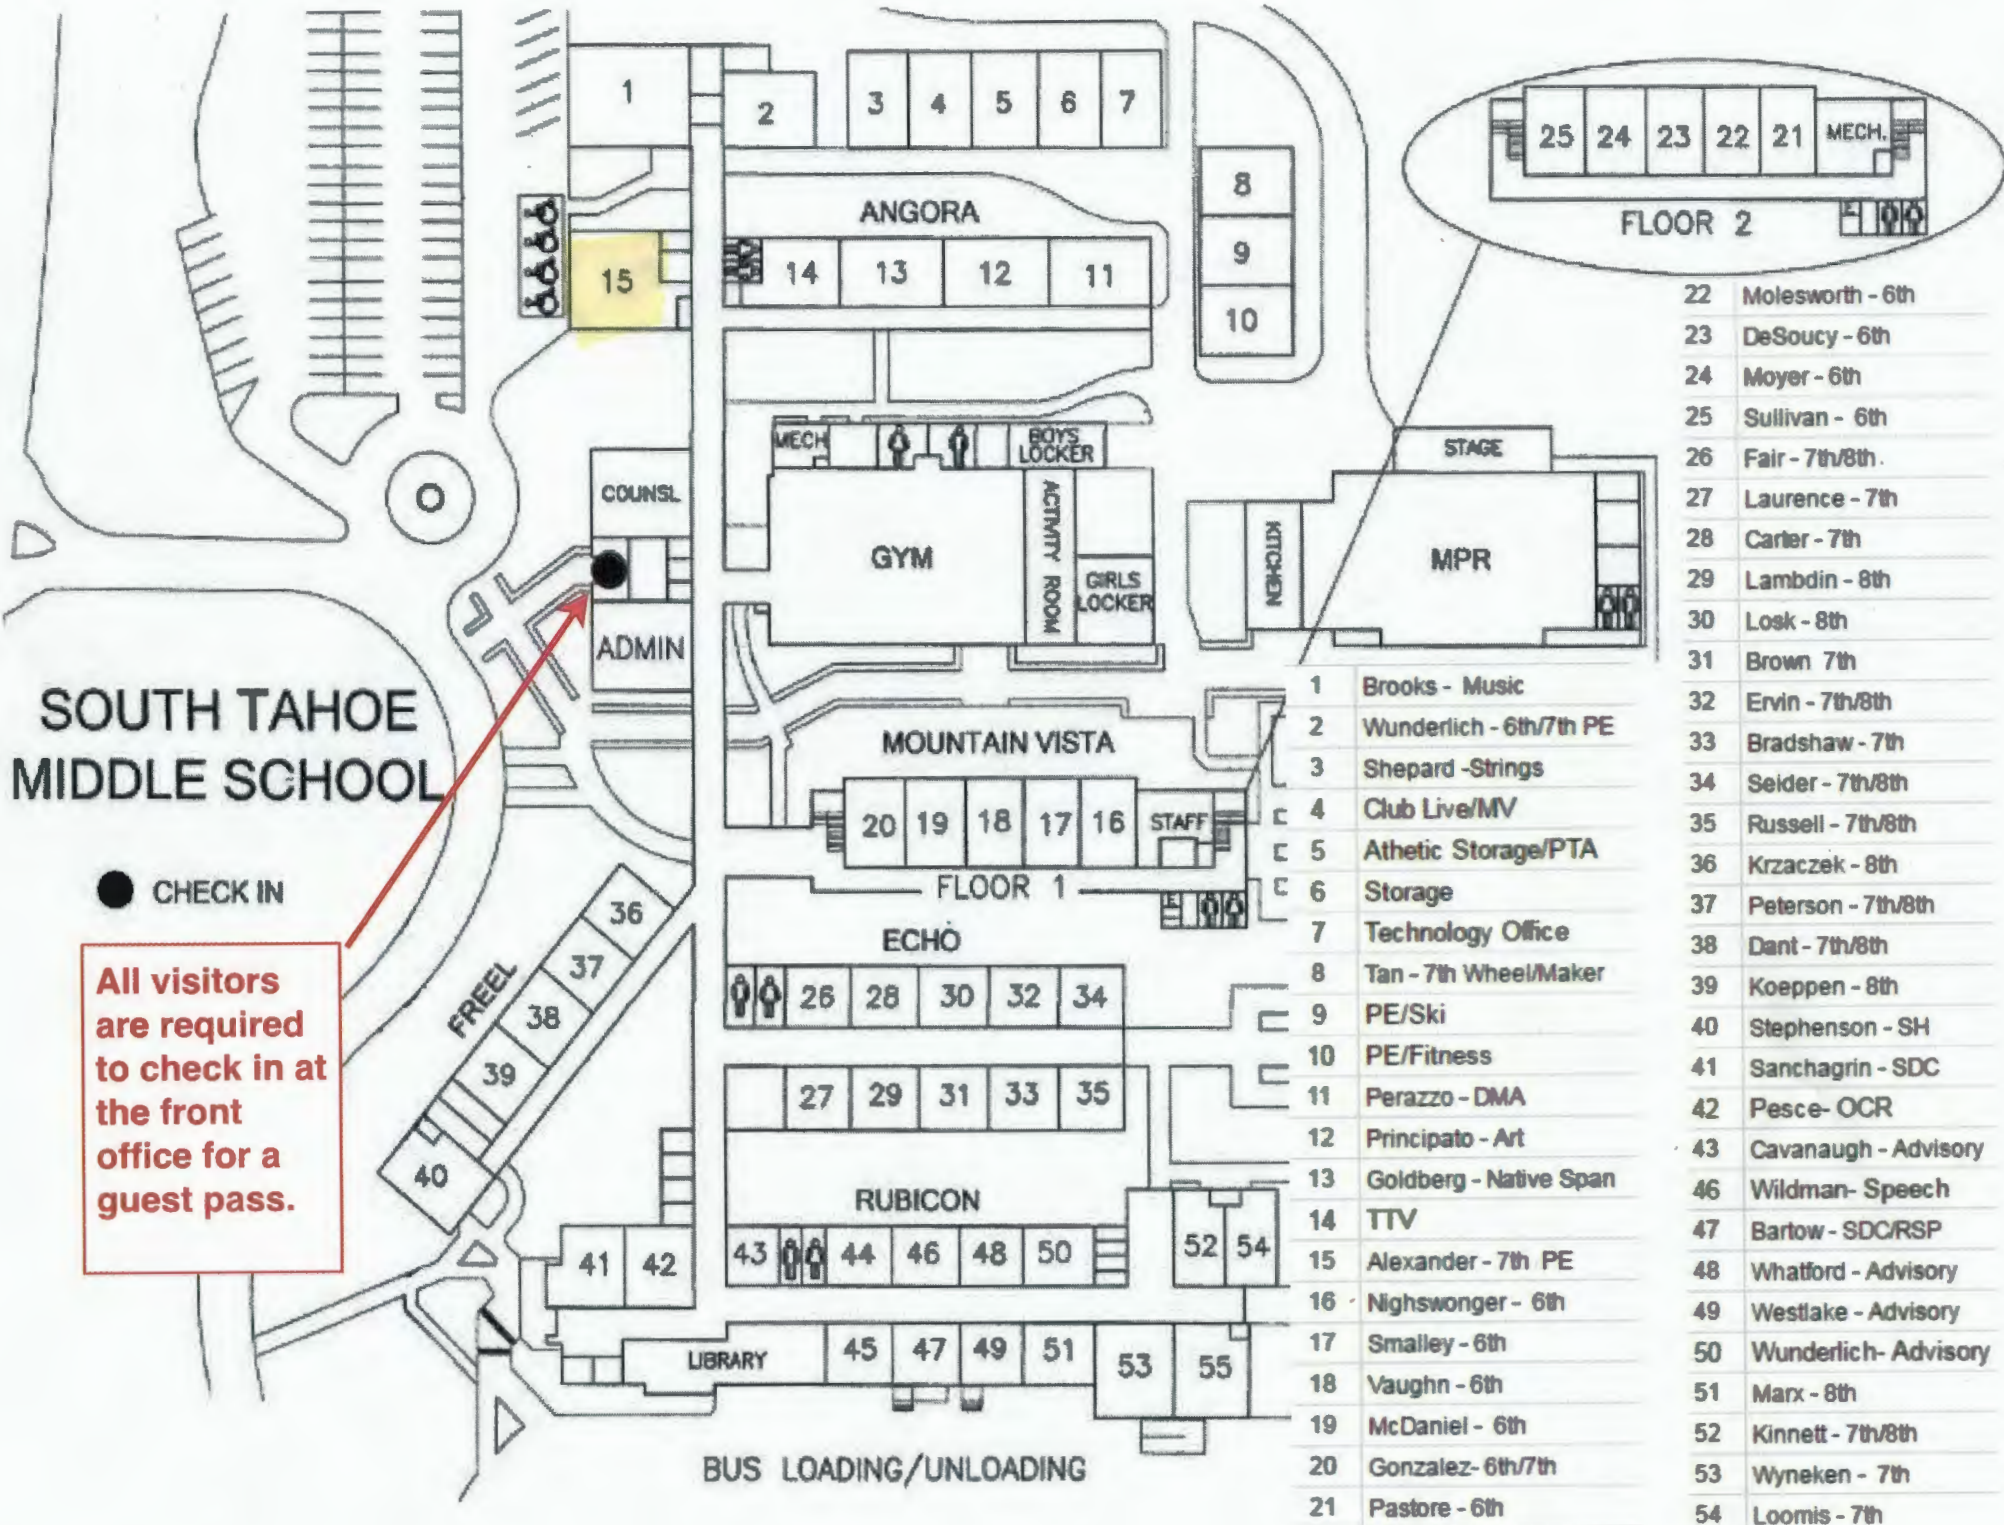 1
2
3 4 5 6 7
25 24 23 22 21 MECH.
FLOOR 2
8
9
10
ANGORA
15
14 13 12 11
MECH
BOYS
LOCKER
COUNSL
GYM
ACTIVITY ROOM
GIRLS
LOCKER
STAGE
KITCHEN
MPR
ADMIN
SOUTH TAHOE
MIDDLE SCHOOL
CHECK IN
All visitors
are required
to check in at
the front
office for a
guest pass.
MOUNTAIN VISTA
20 19 18 17 16 STAFF
FLOOR 1
E
ECHO
FREEL
36
37
38
39
40
26 28 30 32 34
27 29 31 33 35
RUBICON
41 42
43 44 46 48 50
52 54
LIBRARY
45 47 49 51
53 55
BUS LOADING/UNLOADING
1 Brooks - Music
2 Wunderlich - 6th/7th PE
3 Shepard -Strings
4 Club Live/MV
5 Athetic Storage/PTA
6 Storage
7 Technology Office
8 Tan - 7th Wheel/Maker
9 PE/Ski
10 PE/Fitness
11 Perazzo - DMA
12 Principato - Art
13 Goldberg - Native Span
14 TTV
15 Alexander - 7th PE
16 Nighswonger - 6th
17 Smalley - 6th
18 Vaughn - 6th
19 McDaniel - 6th
20 Gonzalez- 6th/7th
21 Pastore - 6th
22 Molesworth - 6th
23 DeSoucy - 6th
24 Moyer - 6th
25 Sullivan - 6th
26 Fair - 7th/8th
27 Laurence - 7th
28 Carter - 7th
29 Lambdin - 8th
30 Losk - 8th
31 Brown 7th
32 Ervin - 7th/8th
33 Bradshaw - 7th
34 Seider - 7th/8th
35 Russell - 7th/8th
36 Krzaczek - 8th
37 Peterson - 7th/8th
38 Dant - 7th/8th
39 Koeppen - 8th
40 Stephenson - SH
41 Sanchagrin - SDC
42 Pesce- OCR
43 Cavanaugh - Advisory
46 Wildman- Speech
47 Bartow - SDC/RSP
48 Whatford - Advisory
49 Westlake - Advisory
50 Wunderlich- Advisory
51 Marx - 8th
52 Kinnett - 7th/8th
53 Wyneken - 7th
54 Loomis - 7th